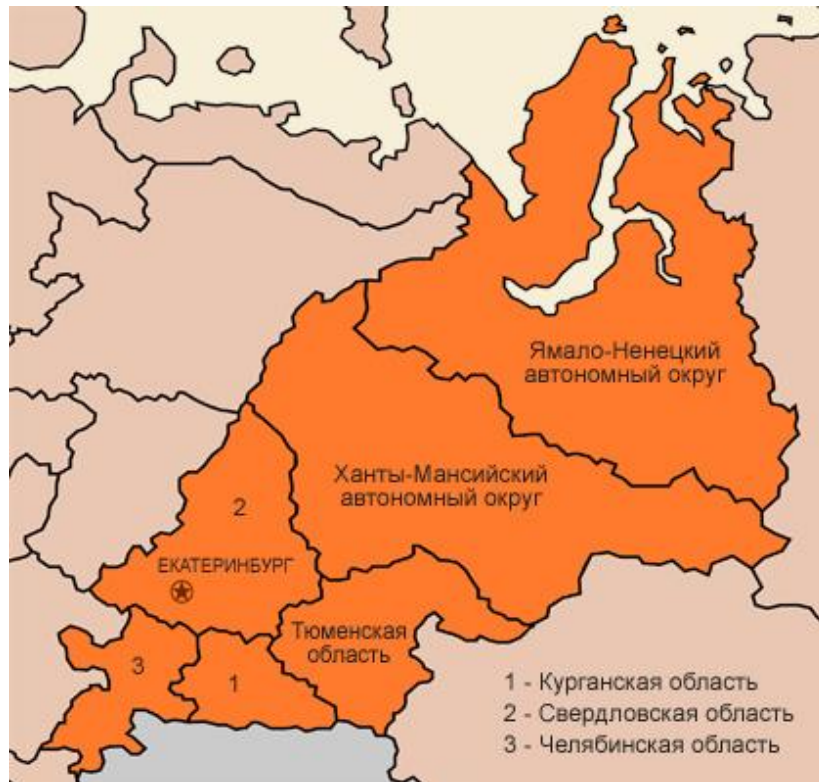 Ямало-Ненецкий
автономный округ
Ханты-Мансийский
автономный округ
2
ЕКАТЕРИНБУРГ
Тюменская
область
3
1
1 - Курганская область
2 - Свердловская область
3 - Челябинская область